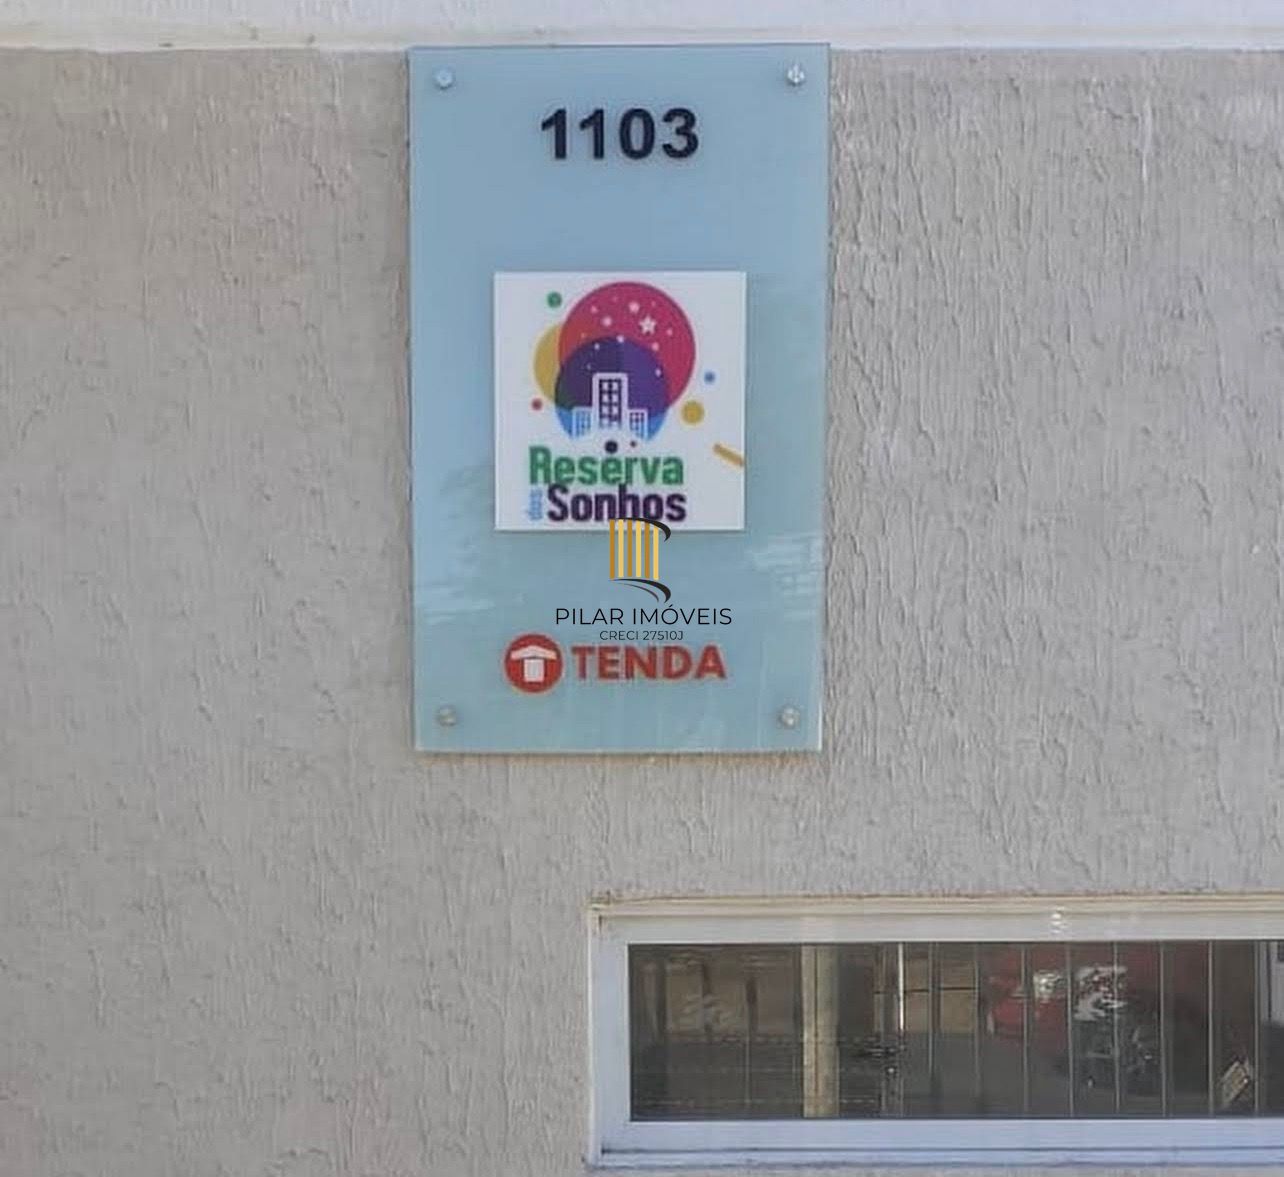 1103
Reserva
dos Sonhos
PILAR IMÓVEIS
CRECI 27510J
TENDA